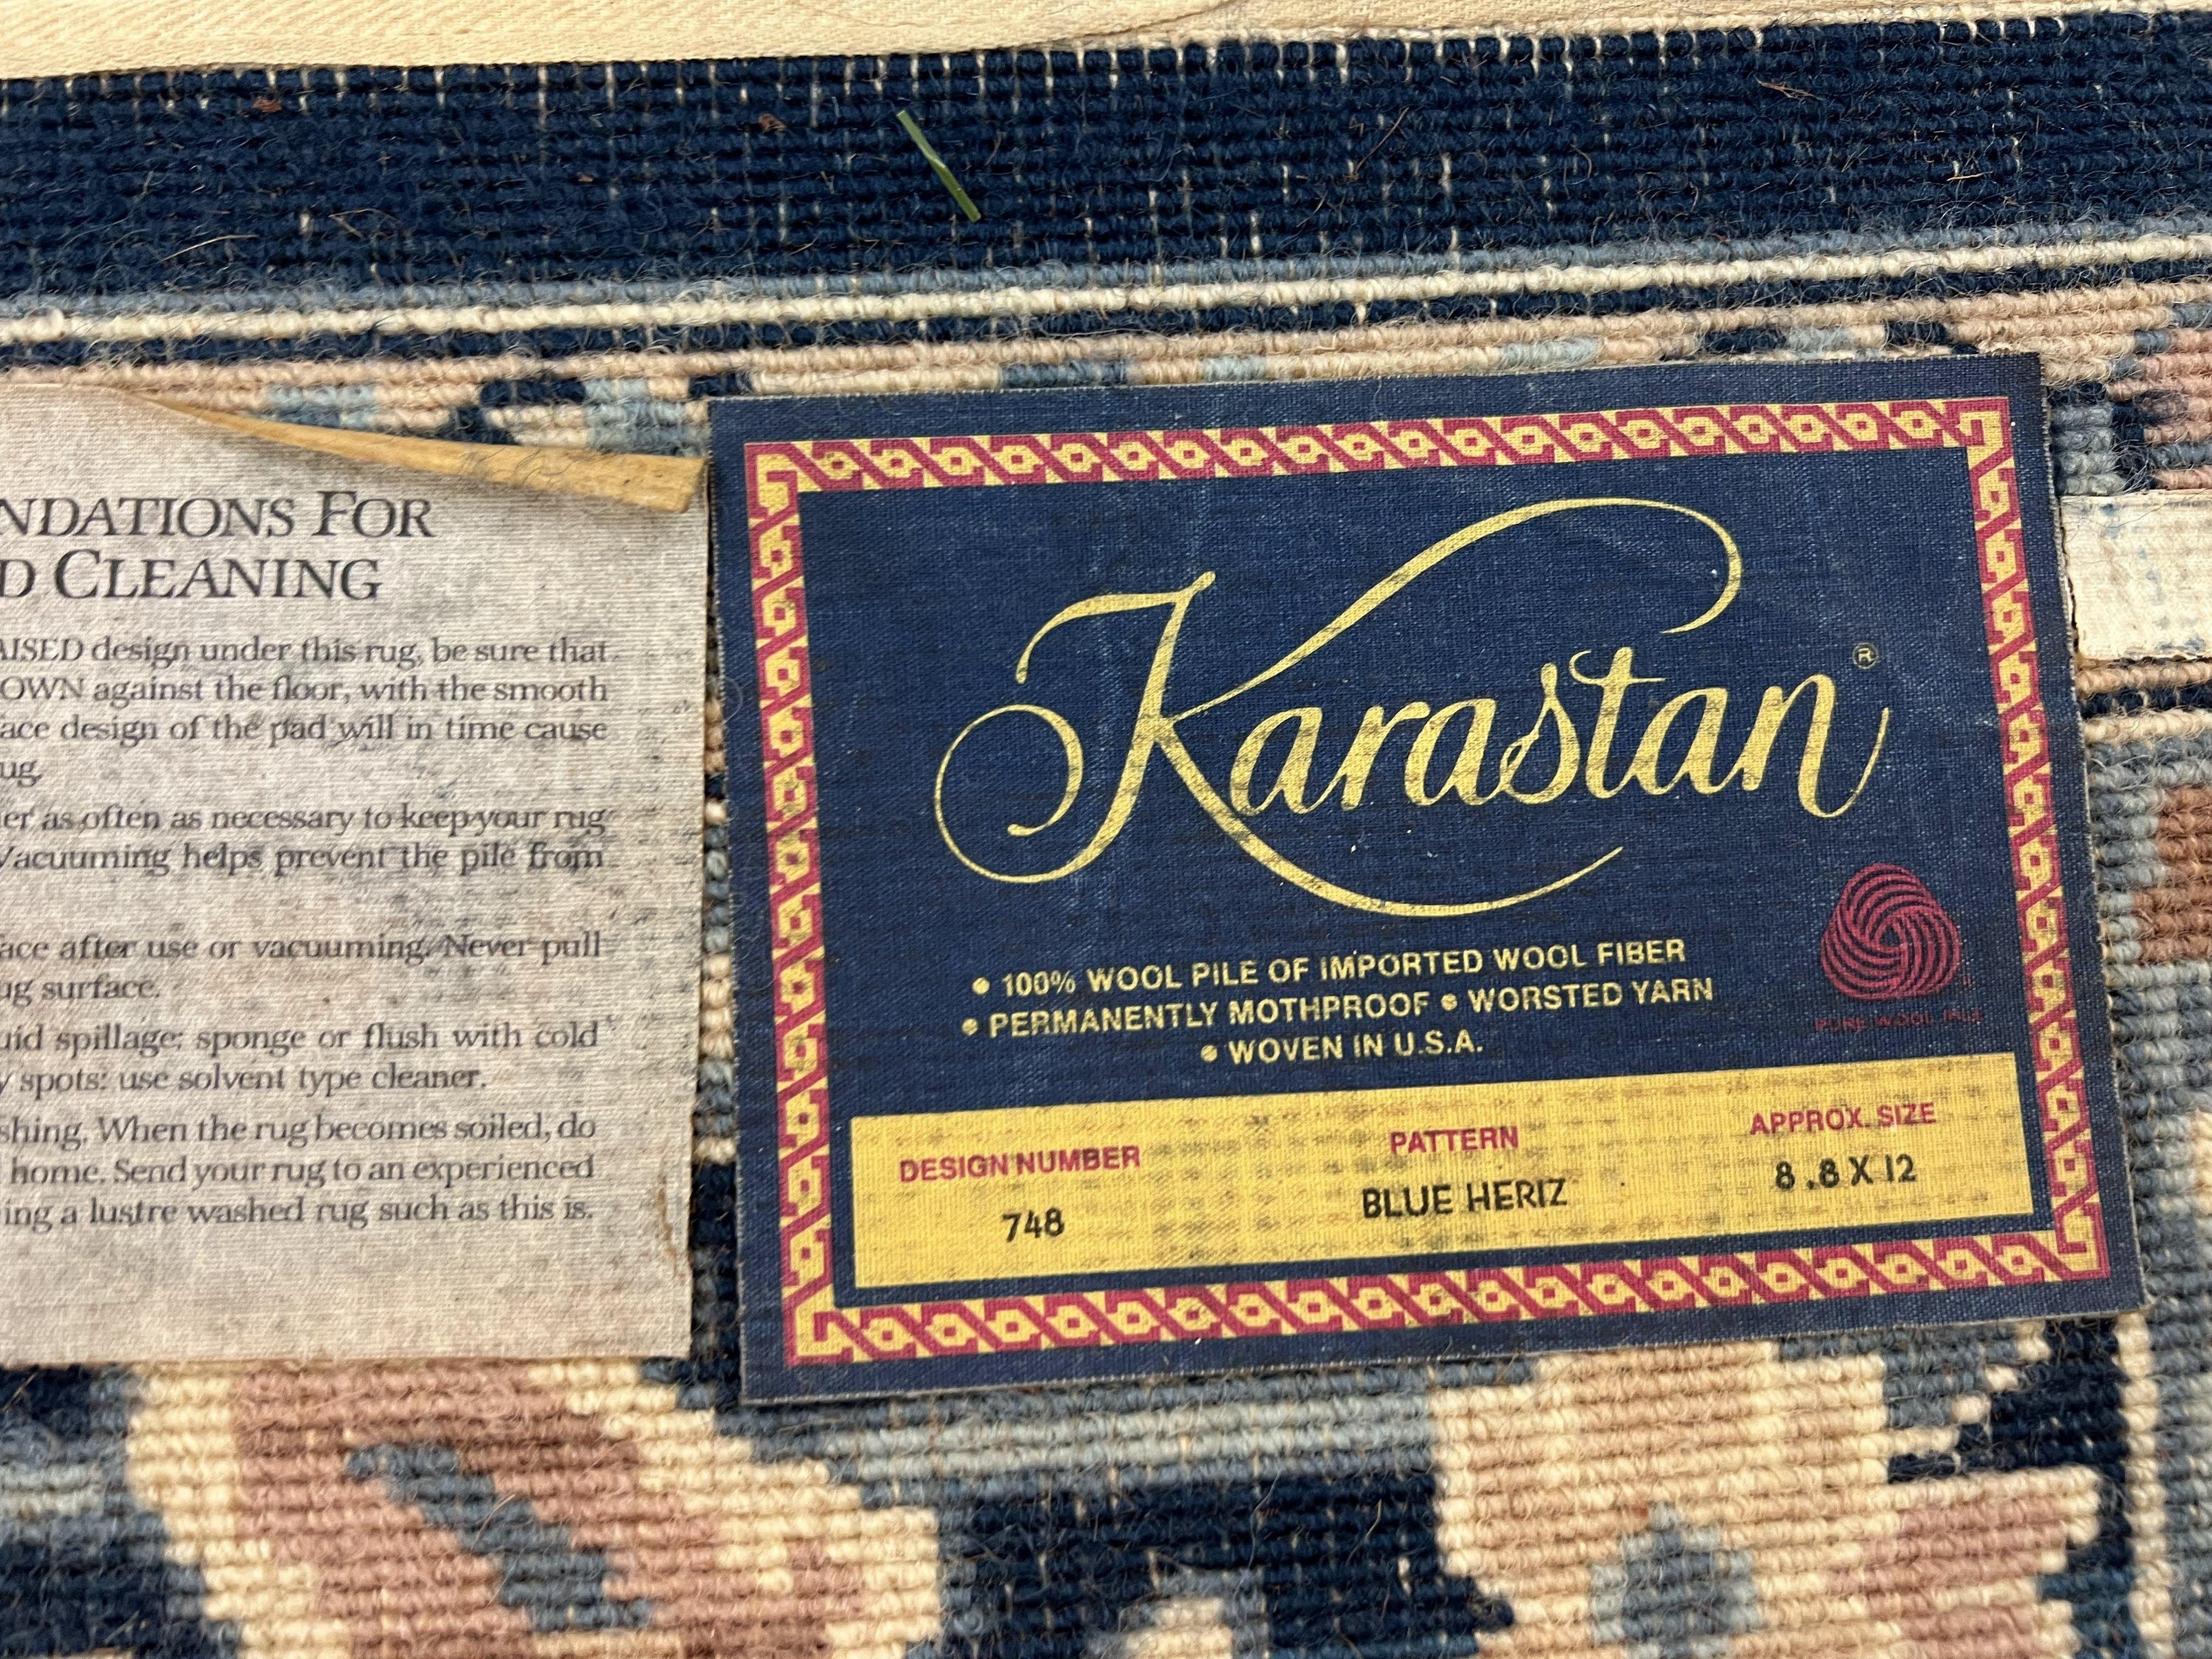 NDATIONS FOR
D CLEANING
AISED design under this rug, be sure that
OWN against the floor, with the smooth
ace design of the pad will in time cause
ug.
er as often as necessary to keep your rug
Vacuuming helps prevent the pile from
ace after use or vacuuming. Never pull
ug surface.
uid spillage; sponge or flush with cold
y spots: use solvent type cleaner.
shing. When the rug becomes soiled, do
home. Send your rug to an experienced
ing a lustre washed rug such as this is.
Karastan®
• 100% WOOL PILE OF IMPORTED WOOL FIBER
• PERMANENTLY MOTHPROOF • WORSTED YARN
• WOVEN IN U.S.A.
PURE WOOL PILE
DESIGN NUMBER PATTERN APPROX. SIZE
748 BLUE HERIZ 8.8 X 12